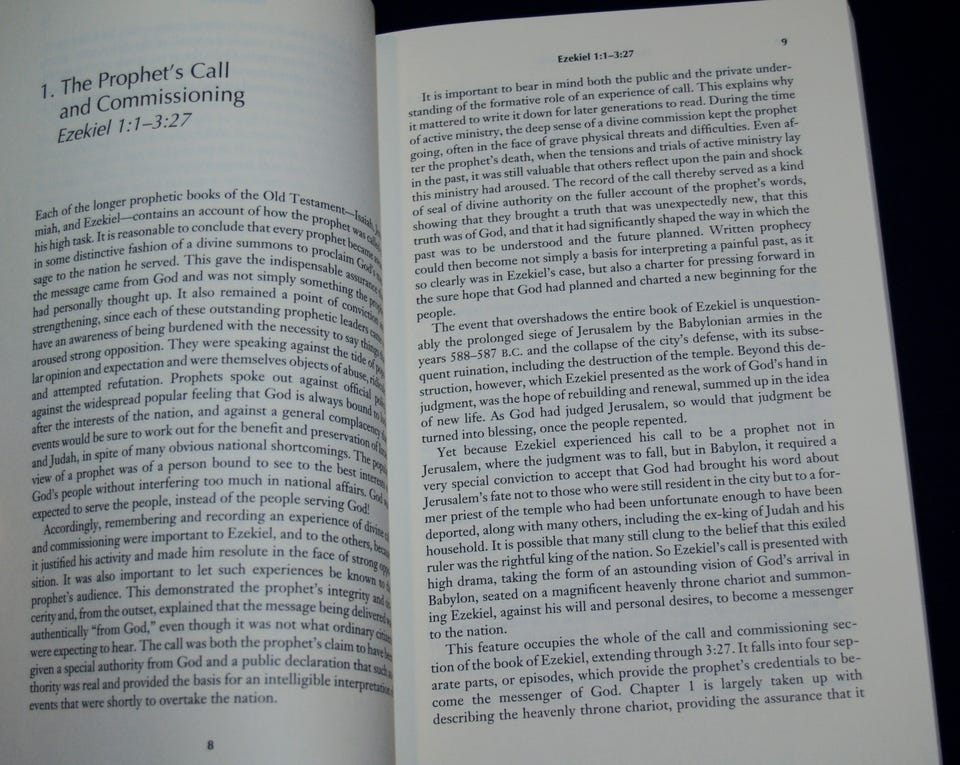 1. The Prophet's Call
and Commissioning
Ezekiel 1:1–3:27
Each of the longer prophetic books of the Old Testament—Isaiah,
miah, and Ezekiel—contains an account of how the prophet was called
his high task. It is reasonable to conclude that every prophet became
in some distinctive fashion of a divine summons to proclaim God's
sage to the nation he served. This gave the indispensable assurance
the message came from God and was not simply something the
had personally thought up. It also remained a point of conviction
strengthening, since each of these outstanding prophetic leaders
have an awareness of being burdened with the necessity to say things
aroused strong opposition. They were speaking against the tide of
lar opinion and expectation and were themselves objects of abuse,
and attempted refutation. Prophets spoke out against official
against the widespread popular feeling that God is always bound to
after the interests of the nation, and against a general complacency
events would be sure to work out for the benefit and preservation of
and Judah, in spite of many obvious national shortcomings. The
view of a prophet was of a person bound to see to the best interests
God's people without interfering too much in national affairs. God
expected to serve the people, instead of the people serving God!
Accordingly, remembering and recording an experience of divine
and commissioning were important to Ezekiel, and to the others,
it justified his activity and made him resolute in the face of strong
sition. It was also important to let such experiences be known to
prophet's audience. This demonstrated the prophet's integrity and
cerity and, from the outset, explained that the message being delivered
authentically "from God," even though it was not what ordinary
were expecting to hear. The call was both the prophet's claim to have
given a special authority from God and a public declaration that such
thority was real and provided the basis for an intelligible interpretation
events that were shortly to overtake the nation.
8
Ezekiel 1:1–3:27
9
It is important to bear in mind both the public and the private under-
standing of the formative role of an experience of call. This explains why
it mattered to write it down for later generations to read. During the time
of active ministry, the deep sense of a divine commission kept the prophet
going, often in the face of grave physical threats and difficulties. Even af-
ter the prophet's death, when the tensions and trials of active ministry lay
in the past, it was still valuable that others reflect upon the pain and shock
this ministry had aroused. The record of the call thereby served as a kind
of seal of divine authority on the fuller account of the prophet's words,
showing that they brought a truth that was unexpectedly new, that this
truth was of God, and that it had significantly shaped the way in which the
past was to be understood and the future planned. Written prophecy
could then become not simply a basis for interpreting a painful past, as it
so clearly was in Ezekiel's case, but also a charter for pressing forward in
the sure hope that God had planned and charted a new beginning for the
people.
The event that overshadows the entire book of Ezekiel is unquestion-
ably the prolonged siege of Jerusalem by the Babylonian armies in the
years 588–587 B.C. and the collapse of the city's defense, with its subse-
quent ruination, including the destruction of the temple. Beyond this de-
struction, however, which Ezekiel presented as the work of God's hand in
judgment, was the hope of rebuilding and renewal, summed up in the idea
of new life. As God had judged Jerusalem, so would that judgment be
turned into blessing, once the people repented.
Yet because Ezekiel experienced his call to be a prophet not in
Jerusalem, where the judgment was to fall, but in Babylon, it required a
very special conviction to accept that God had brought his word about
Jerusalem's fate not to those who were still resident in the city but to a for-
mer priest of the temple who had been unfortunate enough to have been
deported, along with many others, including the ex-king of Judah and his
household. It is possible that many still clung to the belief that this exiled
ruler was the rightful king of the nation. So Ezekiel's call is presented with
high drama, taking the form of an astounding vision of God's arrival in
Babylon, seated on a magnificent heavenly throne chariot and summon-
ing Ezekiel, against his will and personal desires, to become a messenger
to the nation.
This feature occupies the whole of the call and commissioning sec-
tion of the book of Ezekiel, extending through 3:27. It falls into four sep-
arate parts, or episodes, which provide the prophet's credentials to be-
come the messenger of God. Chapter 1 is largely taken up with
describing the heavenly throne chariot, providing the assurance that it